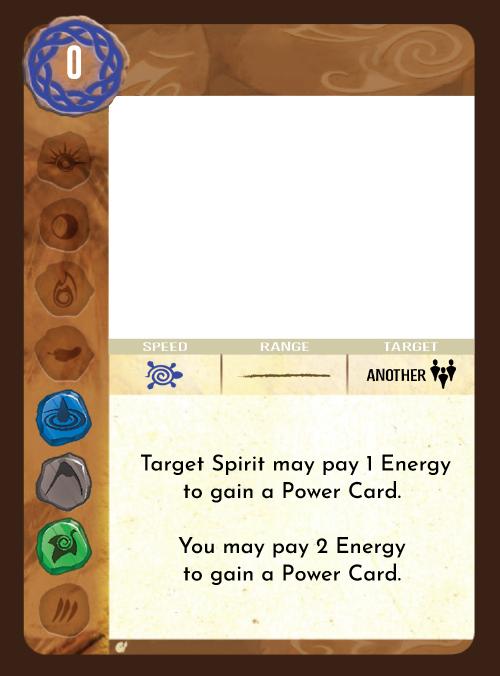 0
SPEED RANGE TARGET
ANOTHER
Target Spirit may pay 1 Energy
to gain a Power Card.
You may pay 2 Energy
to gain a Power Card.